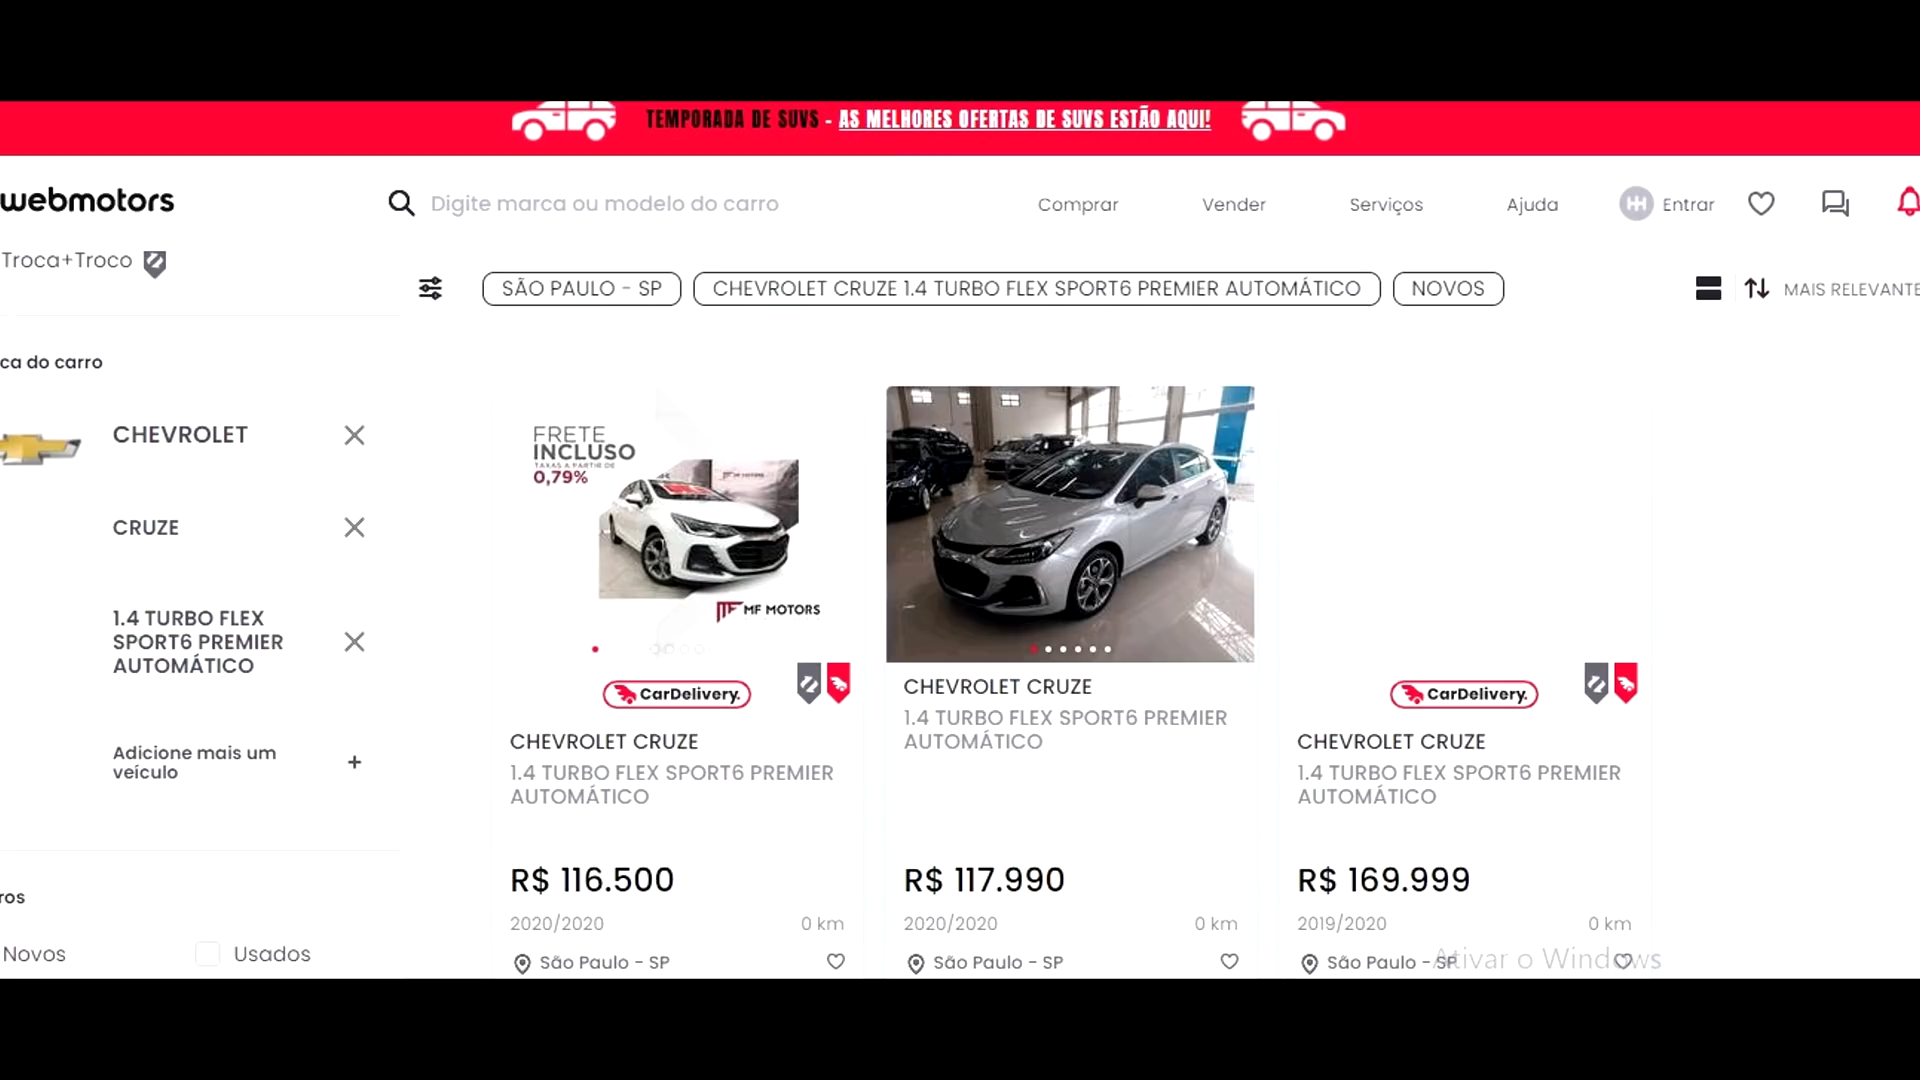 TEMPORADA DE SUVS - AS MELHORES OFERTAS DE SUVS ESTÃO AQUI!
webmotors
Digite marca ou modelo do carro
Comprar
Vender
Serviços
Ajuda
Entrar
Troca+Troco
SÃO PAULO - SP
CHEVROLET CRUZE 1.4 TURBO FLEX SPORT6 PREMIER AUTOMÁTICO
NOVOS
MAIS RELEVANTE
ca do carro
CHEVROLET
CRUZE
1.4 TURBO FLEX
SPORT6 PREMIER
AUTOMÁTICO
Adicione mais um
veículo
+
ros
Novos
Usados
FRETE
INCLUSO
TAXAS A PARTIR DE
0,79%
MF MOTORS
MF MOTORS
CarDelivery.
CHEVROLET CRUZE
1.4 TURBO FLEX SPORT6 PREMIER
AUTOMÁTICO
R$ 116.500
2020/2020
0 km
São Paulo - SP
CHEVROLET CRUZE
1.4 TURBO FLEX SPORT6 PREMIER
AUTOMÁTICO
R$ 117.990
2020/2020
0 km
São Paulo - SP
CarDelivery.
CHEVROLET CRUZE
1.4 TURBO FLEX SPORT6 PREMIER
AUTOMÁTICO
R$ 169.999
2019/2020
0 km
São Paulo - SP
Ativar o Windows